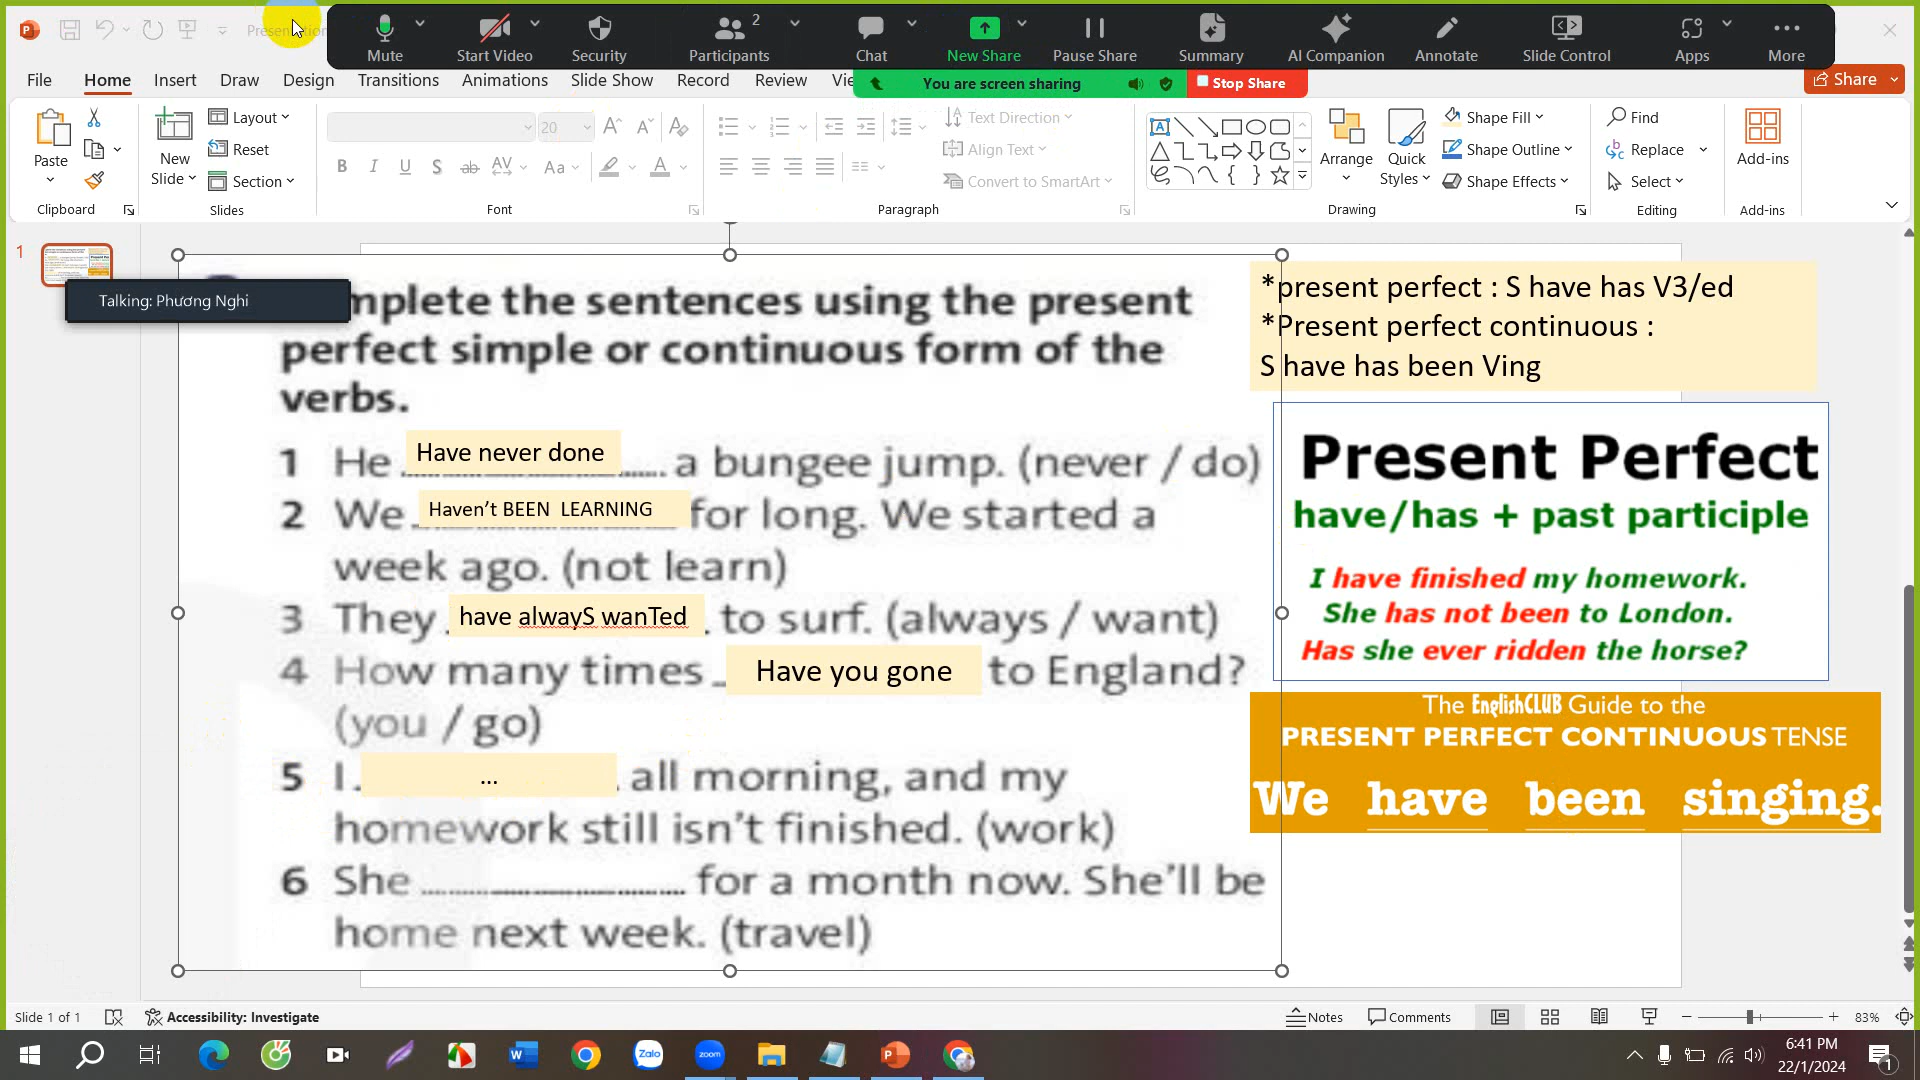 Mute
Start Video
Security
Participants
2
Chat
New Share
Pause Share
Summary
AI Companion
Annotate
Slide Control
Apps
More
You are screen sharing
Stop Share
File
Home
Insert
Draw
Design
Transitions
Animations
Slide Show
Record
Review
Share
Paste
Clipboard
New Slide
Layout
Reset
Section
Slides
20
Font
Text Direction
Align Text
Convert to SmartArt
Paragraph
Arrange
Quick Styles
Shape Fill
Shape Outline
Shape Effects
Drawing
Find
Replace
Select
Editing
Add-ins
Add-ins
1
Talking: Phương Nghi
mplete the sentences using the present
perfect simple or continuous form of the
verbs.
1 He Have never done a bungee jump. (never / do)
2 We Haven't BEEN LEARNING for long. We started a
week ago. (not learn)
3 They have alwayS wanTed to surf. (always / want)
4 How many times Have you gone to England?
(you / go)
5 I ... all morning, and my
homework still isn't finished. (work)
6 She ........................ for a month now. She'll be
home next week. (travel)
*present perfect : S have has V3/ed
*Present perfect continuous :
S have has been Ving
Present Perfect
have/has + past participle
I have finished my homework.
She has not been to London.
Has she ever ridden the horse?
The EnglishCLUB Guide to the
PRESENT PERFECT CONTINUOUS TENSE
We have been singing.
Slide 1 of 1
Accessibility: Investigate
Notes
Comments
83%
Zalo
zoom
6:41 PM
22/1/2024
1